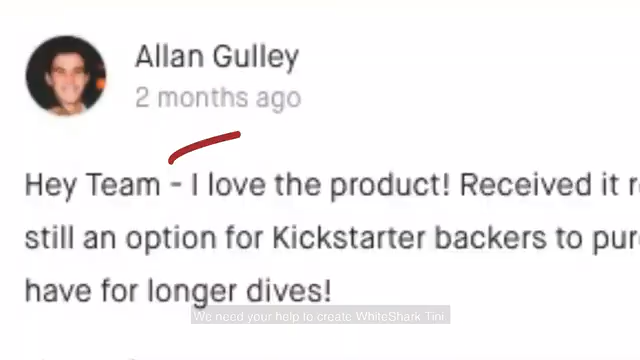 Allan Gulley
2 months ago
Hey Team - I love the product! Received it
still an option for Kickstarter backers to
have for longer dives!
We need your help to create WhiteShark Tini